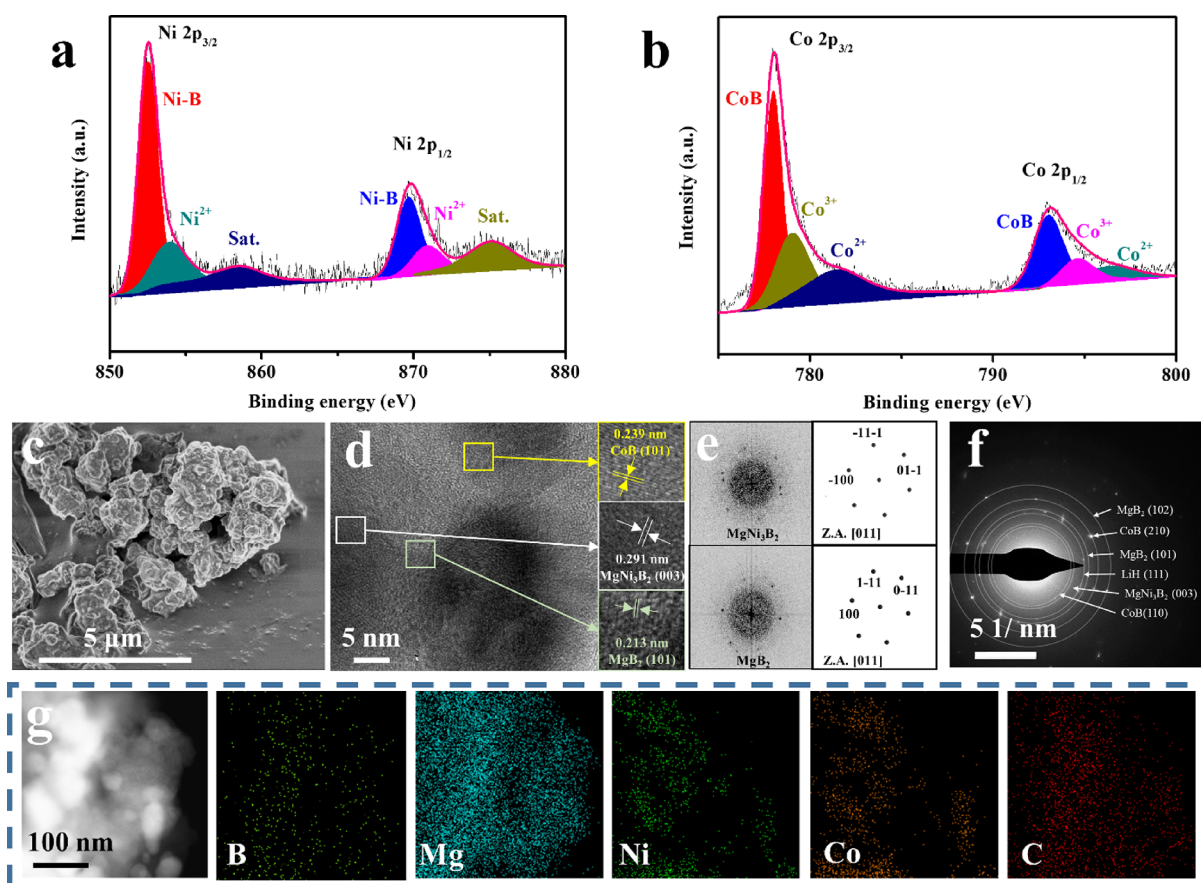 a
Ni 2p3/2
Ni-B
Ni2+
Sat.
Ni 2p1/2
Ni-B
Ni2+
Sat.
Intensity (a.u.)
850
860
870
880
Binding energy (eV)
b
Co 2p3/2
CoB
Co3+
Co2+
Co 2p1/2
CoB
Co3+
Co2+
Intensity (a.u.)
780
790
800
Binding energy (eV)
c
5 μm
d
5 nm
0.239 nm
CoB (101)
0.291 nm
MgNi3B2 (003)
0.213 nm
MgB2 (101)
e
MgNi3B2
-11-1
01-1
-100
Z.A. [011]
MgB2
1-11
0-11
100
Z.A. [011]
f
MgB2 (102)
CoB (210)
MgB2 (101)
LiH (111)
MgNi3B2 (003)
CoB(110)
5 1/ nm
g
100 nm
B
Mg
Ni
Co
C